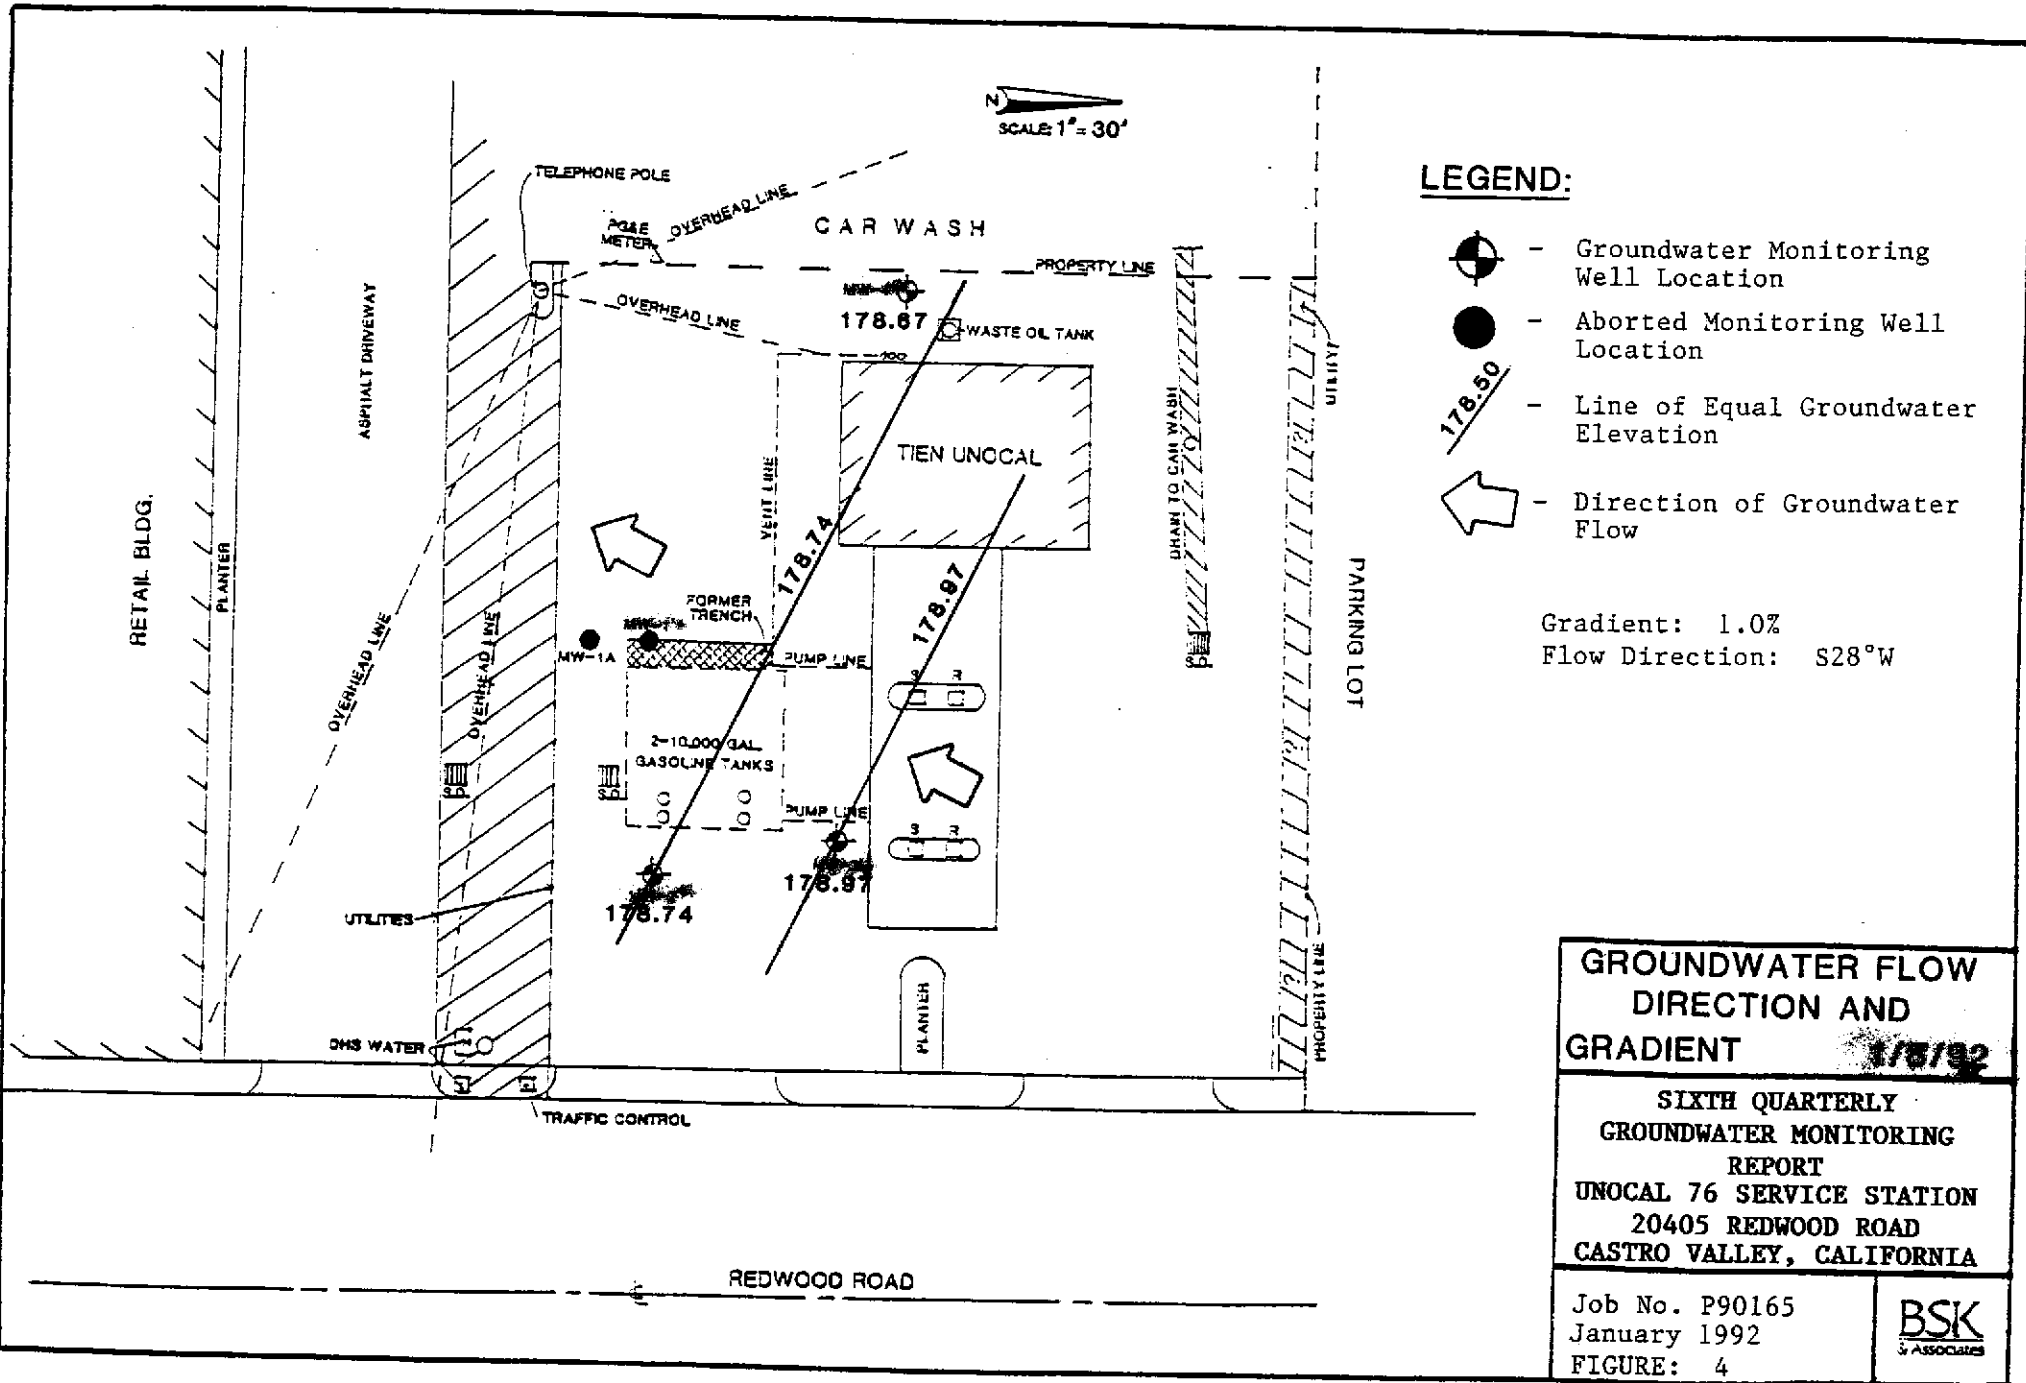 N
SCALE: 1"= 30'
TELEPHONE POLE
PG&E
METER
OVERHEAD LINE
CAR WASH
PROPERTY LINE
OVERHEAD LINE
178.67
WASTE OIL TANK
ASPHALT DRIVEWAY
UTILITY
TIEN UNOCAL
VENT LINE
DRAIN TO CAR WASH
178.74
178.97
RETAIL BLDG.
PLANTER
FORMER
TRENCH
MW-1A
PUMP LINE
OVERHEAD LINE
OVERHEAD LINE
PARKING LOT
2-10,000 GAL.
GASOLINE TANKS
PUMP LINE
178.97
178.74
UTILITIES
PLANTER
PROPERTY LINE
OHS WATER
TRAFFIC CONTROL
REDWOOD ROAD
LEGEND:
- Groundwater Monitoring
Well Location
- Aborted Monitoring Well
Location
178.50
- Line of Equal Groundwater
Elevation
- Direction of Groundwater
Flow
Gradient: 1.0%
Flow Direction: S28°W
GROUNDWATER FLOW
DIRECTION AND
GRADIENT
SIXTH QUARTERLY
GROUNDWATER MONITORING
REPORT
UNOCAL 76 SERVICE STATION
20405 REDWOOD ROAD
CASTRO VALLEY, CALIFORNIA
Job No. P90165
January 1992
FIGURE: 4
BSK
& Associates